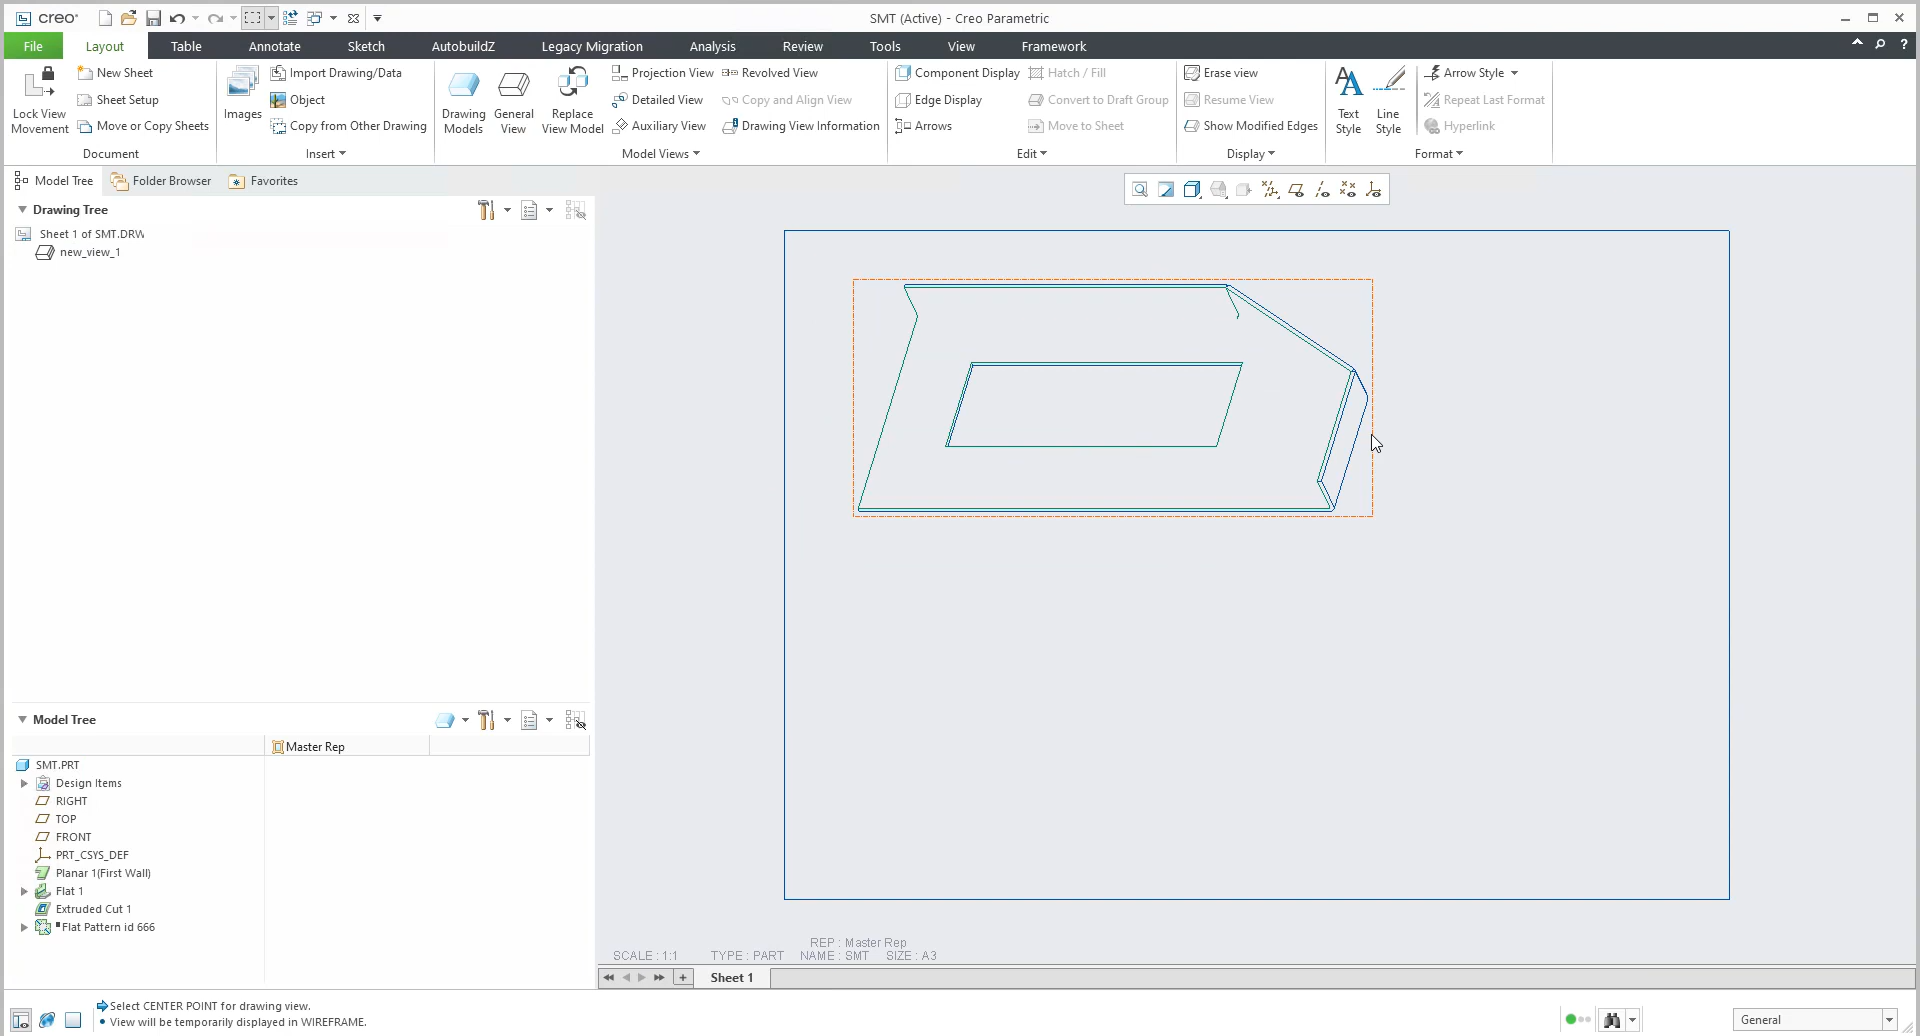 creo
SMT (Active) - Creo Parametric
File
Layout
Table
Annotate
Sketch
AutobuildZ
Legacy Migration
Analysis
Review
Tools
View
Framework
Lock View
Movement
New Sheet
Sheet Setup
Move or Copy Sheets
Document
Images
Import Drawing/Data
Object
Copy from Other Drawing
Insert
Drawing
Models
General
View
Replace
View Model
Projection View
Detailed View
Auxiliary View
Revolved View
Copy and Align View
Drawing View Information
Model Views
Component Display
Edge Display
Arrows
Hatch / Fill
Convert to Draft Group
Move to Sheet
Edit
Erase view
Resume View
Show Modified Edges
Display
Text
Style
Line
Style
Arrow Style
Repeat Last Format
Hyperlink
Format
Model Tree
Folder Browser
Favorites
Drawing Tree
Sheet 1 of SMT.DRW
new_view_1
Model Tree
Master Rep
SMT.PRT
Design Items
RIGHT
TOP
FRONT
PRT_CSYS_DEF
Planar 1(First Wall)
Flat 1
Extruded Cut 1
Flat Pattern id 666
REP : Master Rep
SCALE : 1:1 TYPE : PART NAME : SMT SIZE : A3
Sheet 1
Select CENTER POINT for drawing view.
• View will be temporarily displayed in WIREFRAME.
General